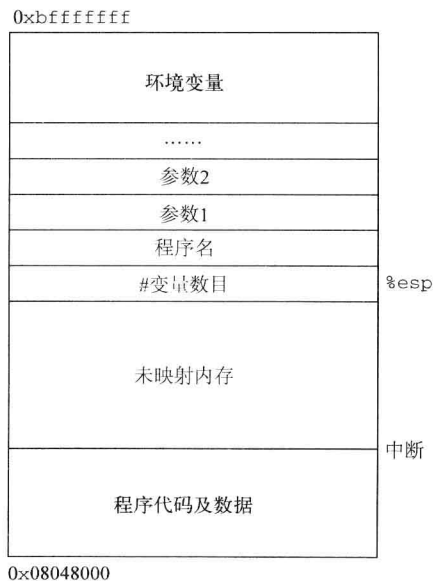 0xbfffffff
环境变量
……
参数2
参数1
程序名
#变量数目
%esp
未映射内存
中断
程序代码及数据
0x08048000